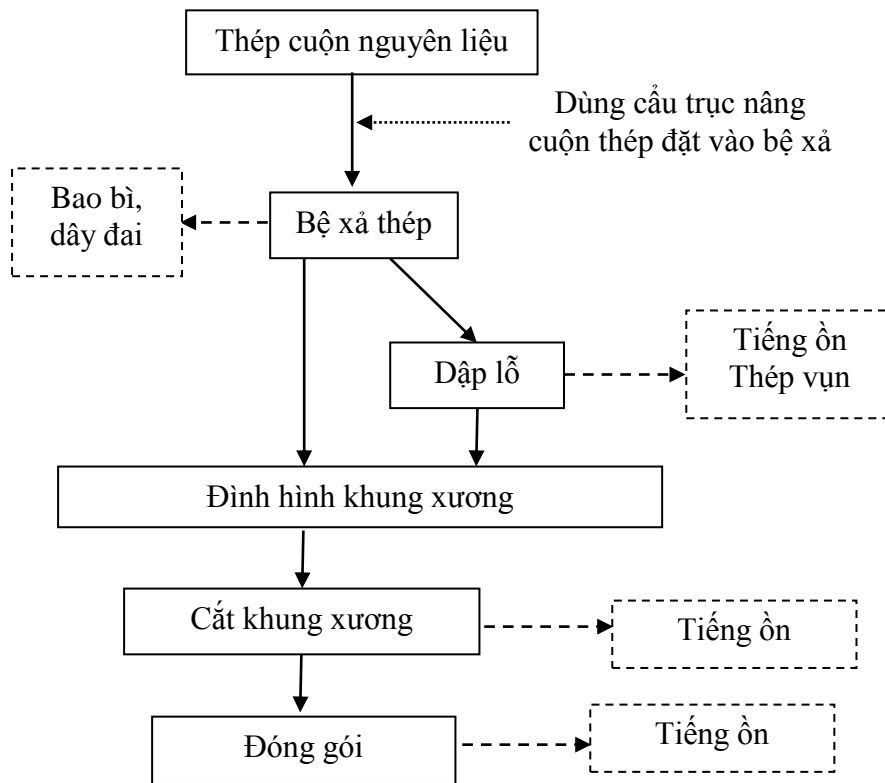 Thép cuộn nguyên liệu
Dùng cẩu trục nâng
cuộn thép đặt vào bệ xả
Bao bì,
dây đai
Bệ xả thép
Dập lỗ
Tiếng ồn
Thép vụn
Đình hình khung xương
Cắt khung xương
Tiếng ồn
Đóng gói
Tiếng ồn